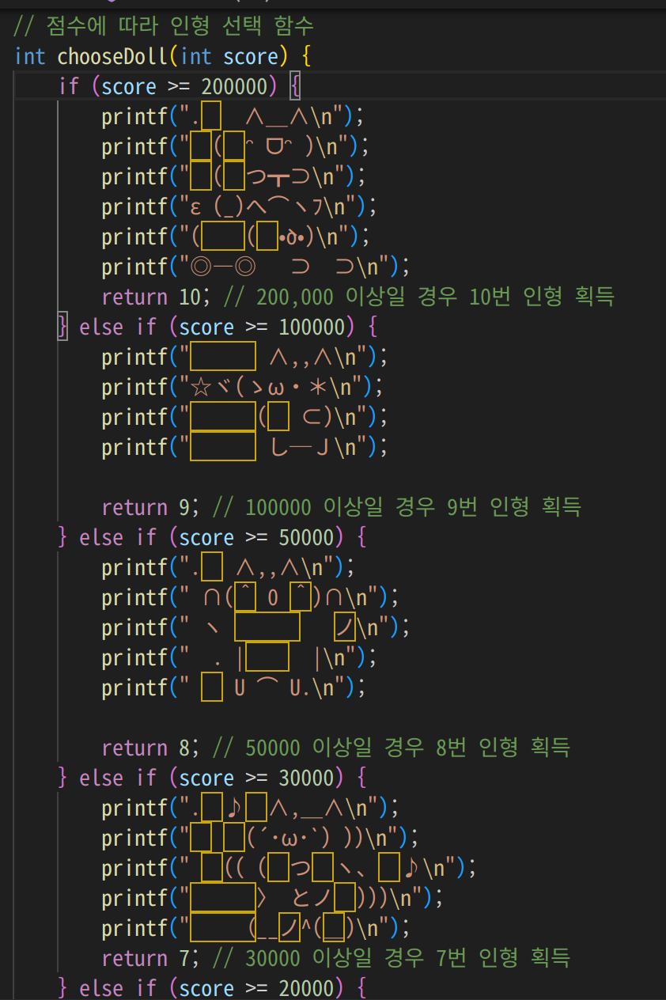 // 점수에 따라 인형 선택 함수
int chooseDoll(int score) {
if (score >= 200000) {
printf(".　  ∧＿∧\n");
printf("　(　ᵔ ᗜᵔ )\n");
printf("　(　つ┳⊃\n");
printf("ε (_)へ⌒ヽﾌ\n");
printf("(　　(　•ð•)\n");
printf("◎―◎   ⊃  ⊃\n");
return 10; // 200,000 이상일 경우 10번 인형 획득
} else if (score >= 100000) {
printf("　　　 ∧,,∧\n");
printf("☆ヾ(ゝω・＊\n");
printf("　　　(　 ⊂)\n");
printf("　　　 し─Ｊ\n");
return 9; // 100000 이상일 경우 9번 인형 획득
} else if (score >= 50000) {
printf(".　 ∧,,∧\n");
printf(" ∩(＾ 0 ＾)∩\n");
printf(" ヽ 　　　   ノ\n");
printf("  . |　　  |\n");
printf(" 　 U ⌒ U.\n");
return 8; // 50000 이상일 경우 8번 인형 획득
} else if (score >= 30000) {
printf(".　♪　∧,＿∧\n");
printf("　 　(´･ω･`) ))\n");
printf(" 　(( (　つ　ヽ、　♪\n");
printf("　　　〉 とノ　)))\n");
printf("　　　(__ノ^(＿)\n");
return 7; // 30000 이상일 경우 7번 인형 획득
} else if (score >= 20000) {